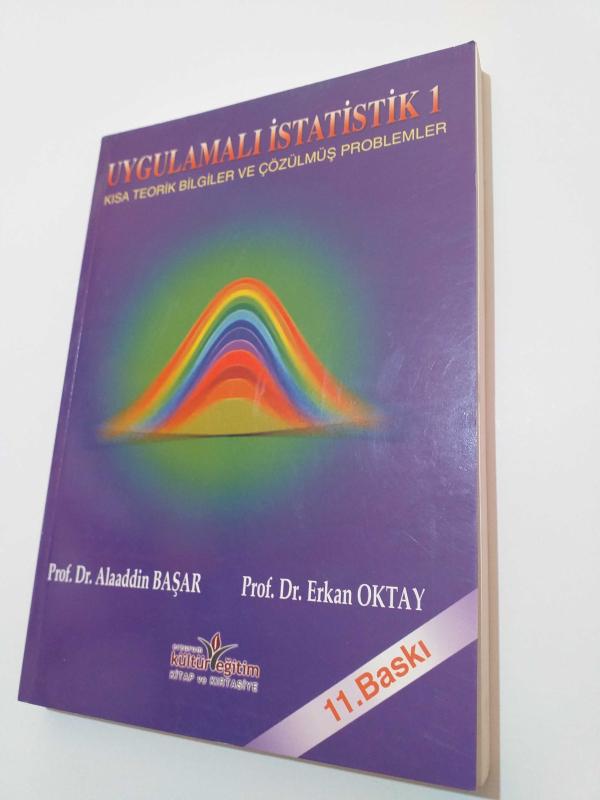 UYGULAMALI İSTATİSTİK 1
KISA TEORİK BİLGİLER VE ÇÖZÜLMÜŞ PROBLEMLER
Prof. Dr. Alaaddin BAŞAR
Prof. Dr. Erkan OKTAY
erzurum
kültür eğitim
KİTAP ve KIRTASİYE
11.Baskı